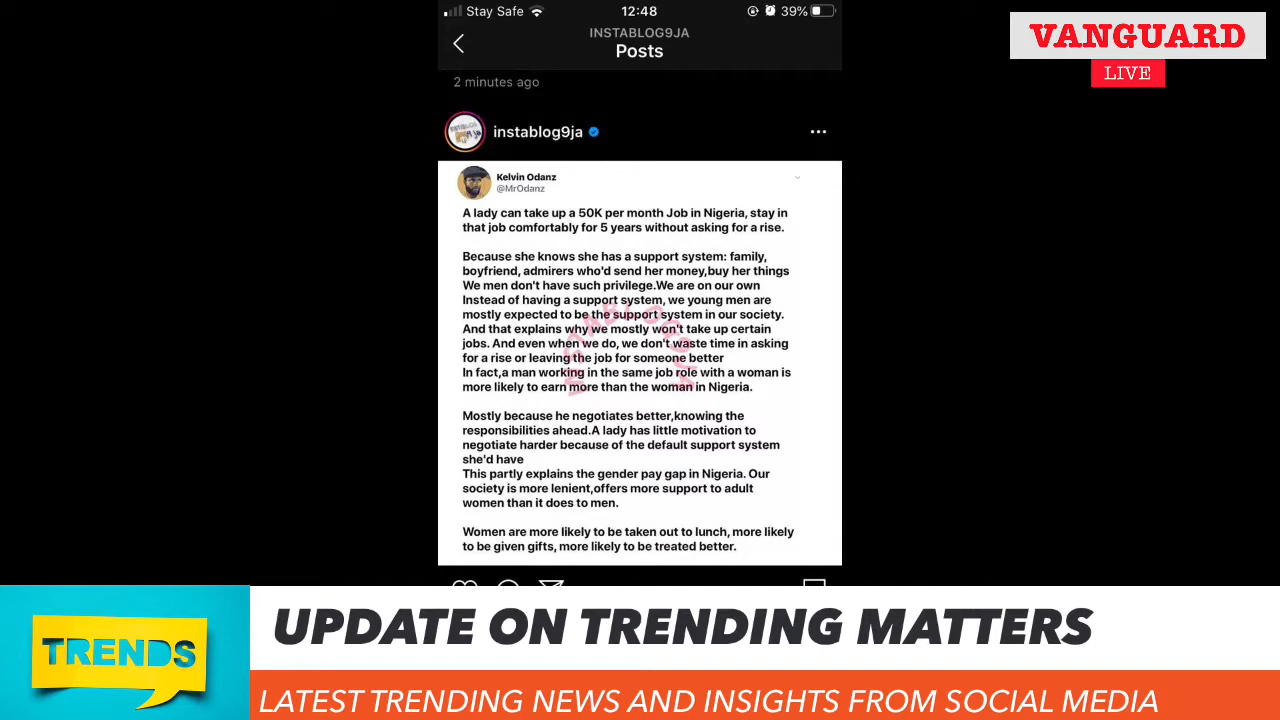 Stay Safe
12:48
39%
VANGUARD
LIVE
INSTABLOG9JA
Posts
2 minutes ago
instablog9ja
Kelvin Odanz
@MrOdanz
A lady can take up a 50K per month Job in Nigeria, stay in
that job comfortably for 5 years without asking for a rise.
Because she knows she has a support system: family,
boyfriend, admirers who'd send her money,buy her things
We men don't have such privilege.We are on our own
Instead of having a support system, we young men are
mostly expected to be the support system in our society.
And that explains why we mostly won't take up certain
jobs. And even when we do, we don't waste time in asking
for a rise or leaving the job for someone better
In fact,a man working in the same job role with a woman is
more likely to earn more than the woman in Nigeria.
INSTABLOG9JA
Mostly because he negotiates better,knowing the
responsibilities ahead.A lady has little motivation to
negotiate harder because of the default support system
she'd have
This partly explains the gender pay gap in Nigeria. Our
society is more lenient,offers more support to adult
women than it does to men.
Women are more likely to be taken out to lunch, more likely
to be given gifts, more likely to be treated better.
TRENDS
UPDATE ON TRENDING MATTERS
LATEST TRENDING NEWS AND INSIGHTS FROM SOCIAL MEDIA